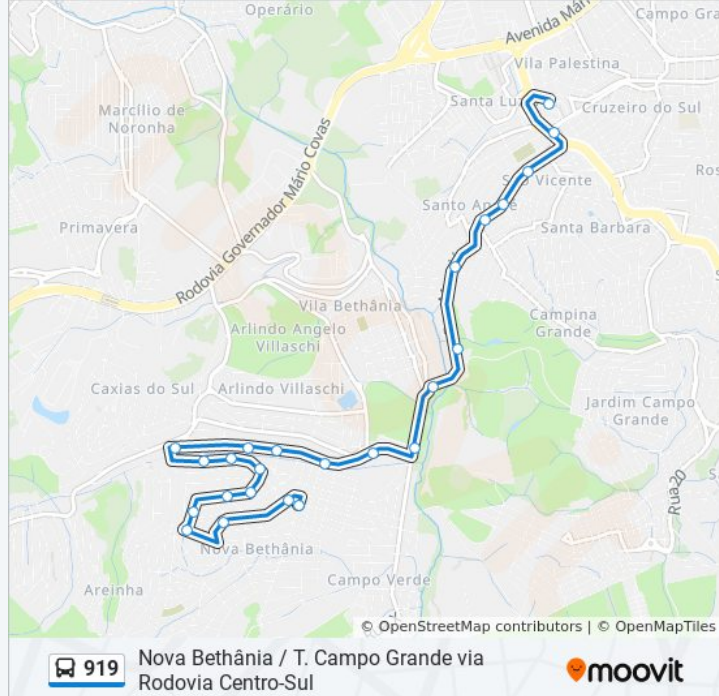 Operário
Campo Gra
Avenida Mári
Vila Palestina
Santa Luz
Cruzeiro do Sul
Marcílio de
Noronha
Rodovia Governador Mário Covas
São Vicente
Ros
Santo André
Primavera
Santa Barbara
Vila Bethânia
Campina
Grande
Arlindo Angelo
Villaschi
Caxias do Sul
Arlindo Villaschi
Jardim Campo
Grande
Rua 20
S
Nova Bethânia
Areinha
Campo Verde
© OpenStreetMap contributors | © OpenMapTiles
919
Nova Bethânia / T. Campo Grande via
Rodovia Centro-Sul
moovit